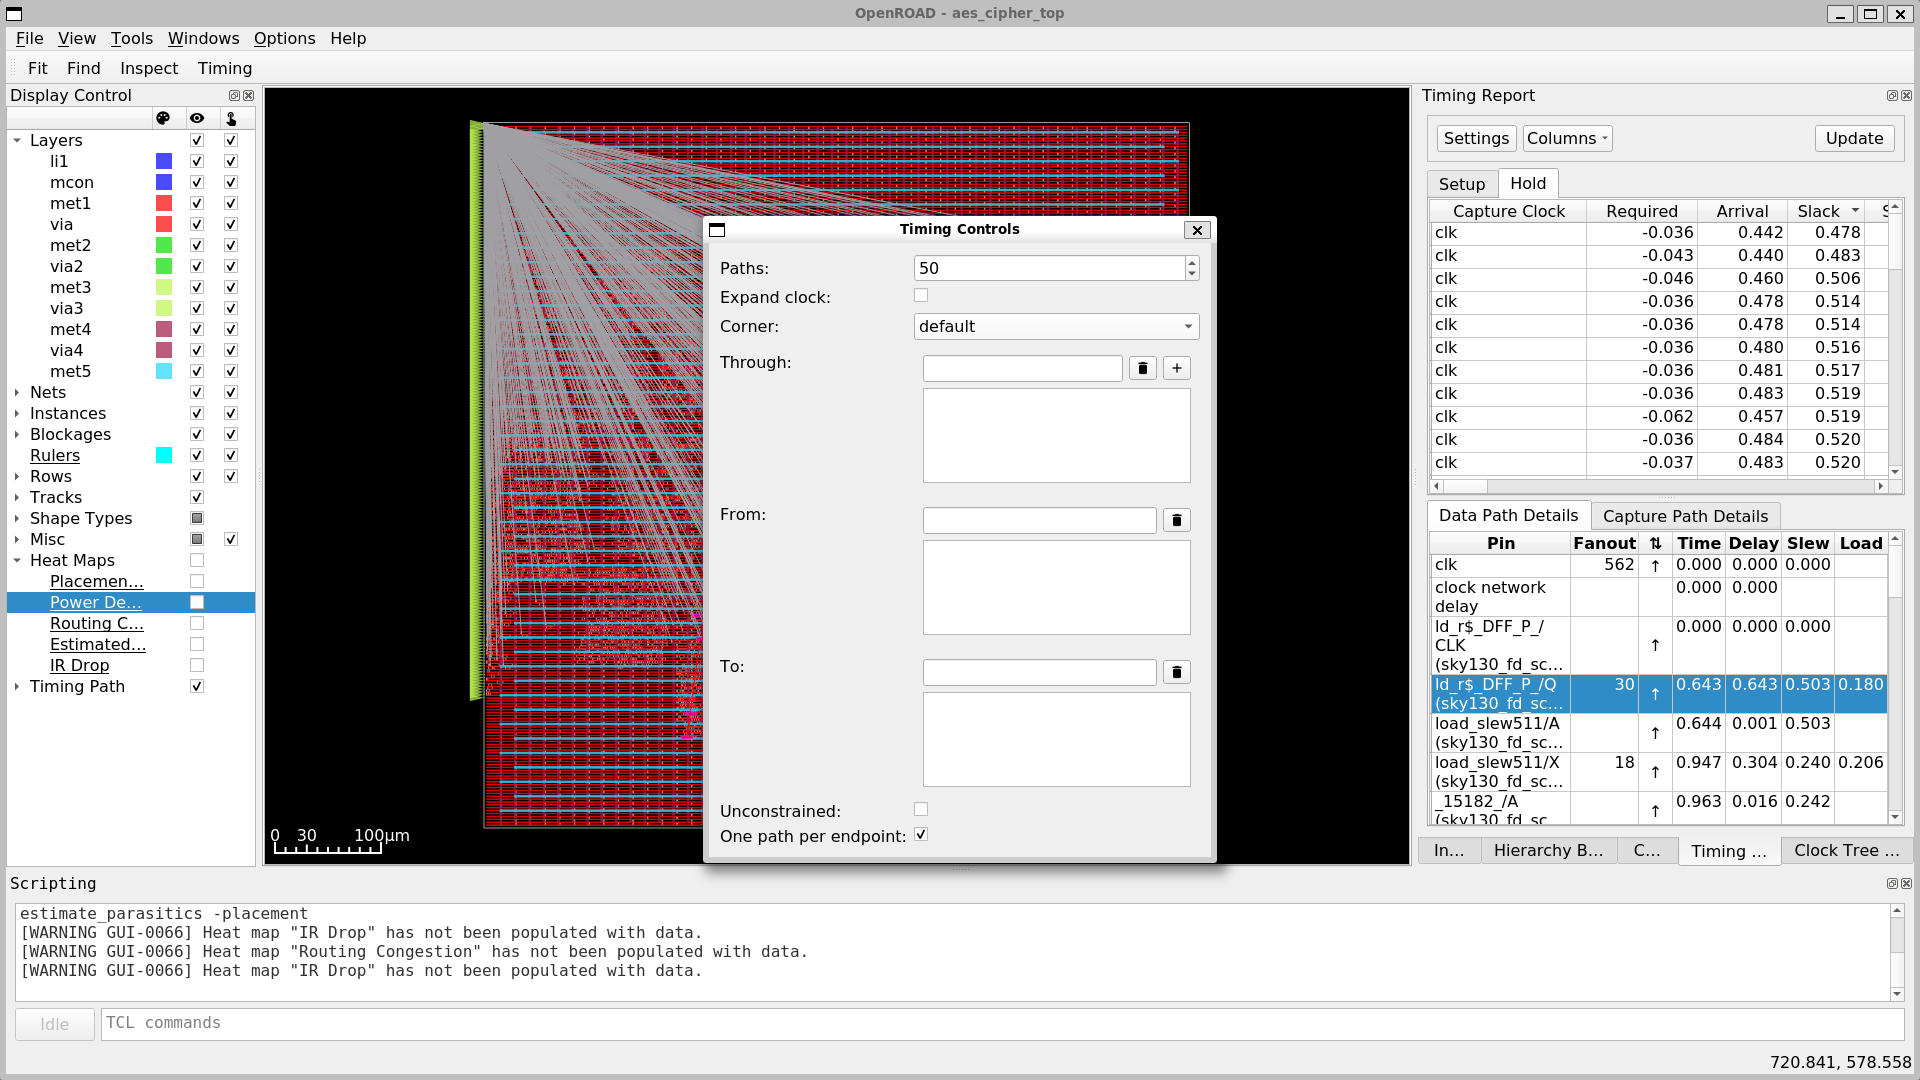 OpenROAD - aes_cipher_top
File View Tools Windows Options Help
Fit Find Inspect Timing
Display Control
Layers
li1
mcon
met1
via
met2
via2
met3
via3
met4
via4
met5
Nets
Instances
Blockages
Rulers
Rows
Tracks
Shape Types
Misc
Heat Maps
Placemen...
Power De...
Routing C...
Estimated...
IR Drop
Timing Path
0 30 100μm
Timing Controls
Paths: 50
Expand clock:
Corner: default
Through:
+
From:
To:
Unconstrained:
One path per endpoint:
Timing Report
Settings Columns Update
Setup Hold
Capture Clock Required Arrival Slack S
clk -0.036 0.442 0.478
clk -0.043 0.440 0.483
clk -0.046 0.460 0.506
clk -0.036 0.478 0.514
clk -0.036 0.478 0.514
clk -0.036 0.480 0.516
clk -0.036 0.481 0.517
clk -0.036 0.483 0.519
clk -0.062 0.457 0.519
clk -0.036 0.484 0.520
clk -0.037 0.483 0.520
Data Path Details Capture Path Details
Pin Fanout ⇅ Time Delay Slew Load
clk 562 ↑ 0.000 0.000 0.000
clock network 0.000 0.000
delay
ld_r$_DFF_P_/ 0.000 0.000 0.000
CLK ↑
(sky130_fd_sc...
ld_r$_DFF_P_/Q 30 ↑ 0.643 0.643 0.503 0.180
(sky130_fd_sc...
load_slew511/A ↑ 0.644 0.001 0.503
(sky130_fd_sc...
load_slew511/X 18 ↑ 0.947 0.304 0.240 0.206
(sky130_fd_sc...
_15182_/A ↑ 0.963 0.016 0.242
(sky130_fd_sc
In... Hierarchy B... C... Timing ... Clock Tree ...
Scripting
estimate_parasitics -placement
[WARNING GUI-0066] Heat map "IR Drop" has not been populated with data.
[WARNING GUI-0066] Heat map "Routing Congestion" has not been populated with data.
[WARNING GUI-0066] Heat map "IR Drop" has not been populated with data.
Idle TCL commands
720.841, 578.558